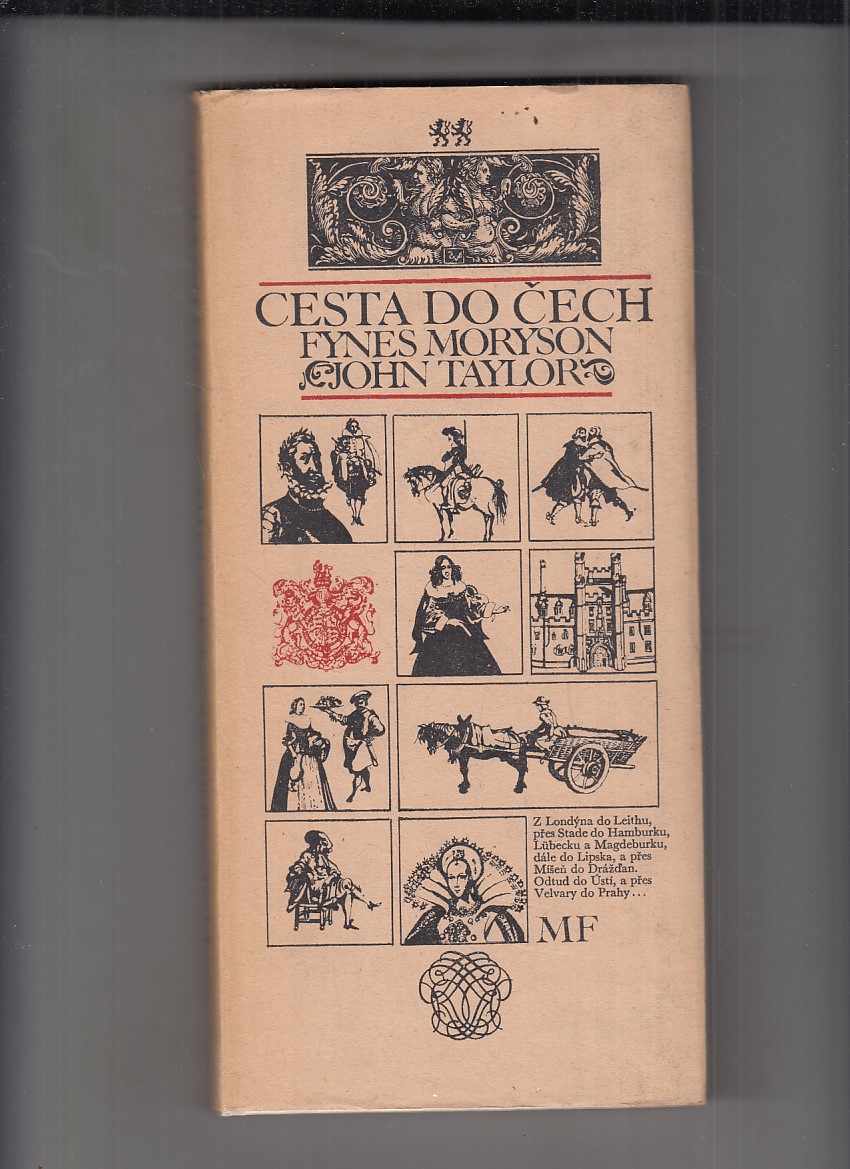 CESTA DO ČECH
FYNES MORYSON
JOHN TAYLOR
Z Londýna do Leithu,
přes Stade do Hamburku,
Lübecku a Magdeburku,
dále do Lipska, a přes
Míšeň do Drážďan.
Odtud do Ústí, a přes
Velvary do Prahy...
MF